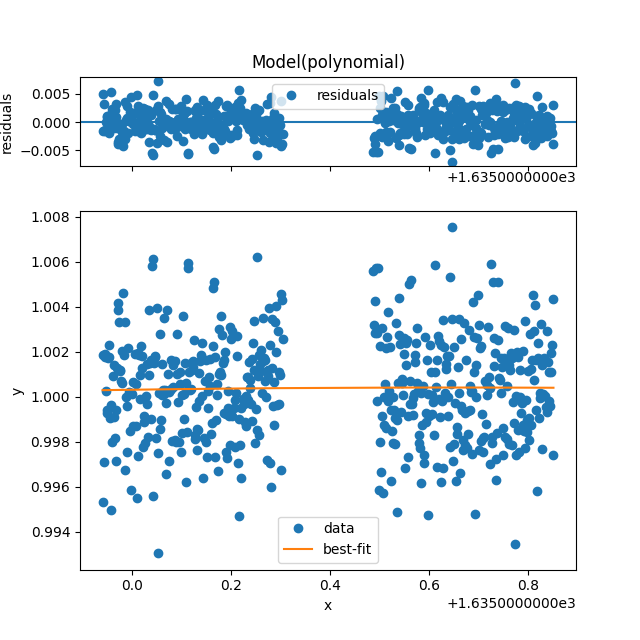 Model(polynomial)
residuals
0.005
0.000
−0.005
residuals
+1.6350000000e3
1.008
1.006
1.004
1.002
1.000
0.998
0.996
0.994
y
data
best-fit
0.0 0.2 0.4 0.6 0.8
x
+1.6350000000e3